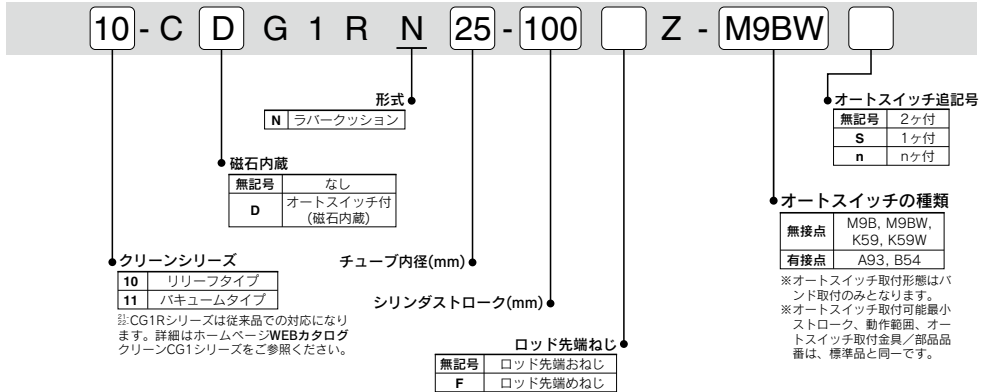 10 - C D G 1 R N 25 - 100 Z - M9BW
形式
N ラバークッション
オートスイッチ追記号
無記号 2ヶ付
S 1ヶ付
n nヶ付
磁石内蔵
無記号 なし
D オートスイッチ付
(磁石内蔵)
オートスイッチの種類
無接点 M9B, M9BW,
K59, K59W
有接点 A93, B54
※オートスイッチ取付形態はバ
ンド取付のみとなります。
※オートスイッチ取付可能最小
ストローク、動作範囲、オー
トスイッチ取付金具／部品品
番は、標準品と同一です。
クリーンシリーズ
10 リリーフタイプ
11 バキュームタイプ
CG1Rシリーズは従来品での対応になり
ます。詳細はホームページWEBカタログ
クリーンCG1シリーズをご参照ください。
チューブ内径(mm)
シリンダストローク(mm)
ロッド先端ねじ
無記号 ロッド先端おねじ
F ロッド先端めねじ